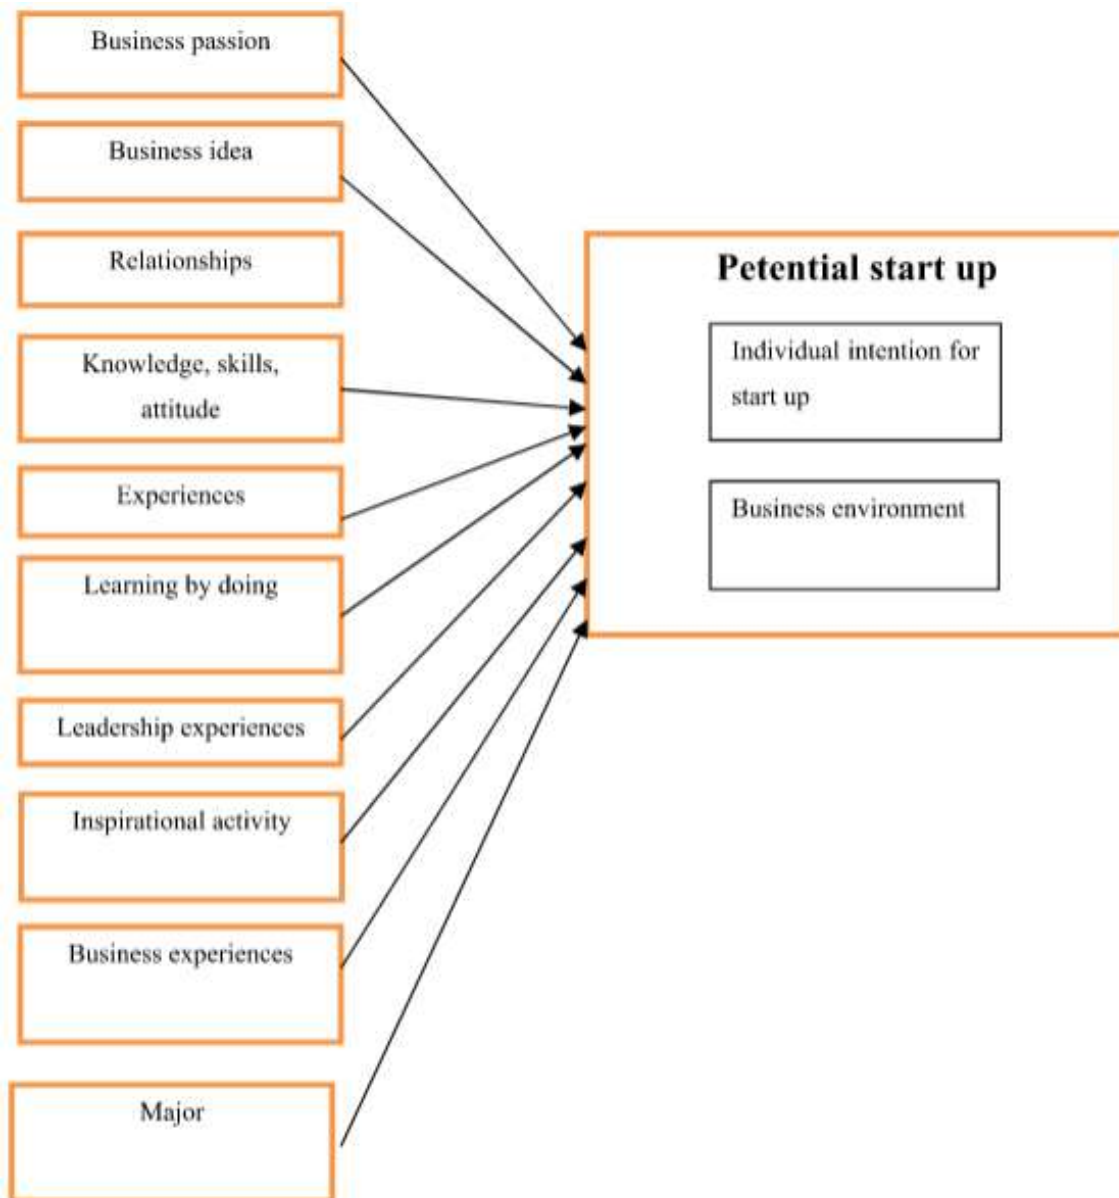 Business passion
Business idea
Relationships
Knowledge, skills,
attitude
Experiences
Learning by doing
Leadership experiences
Inspirational activity
Business experiences
Major
Petential start up
Individual intention for
start up
Business environment